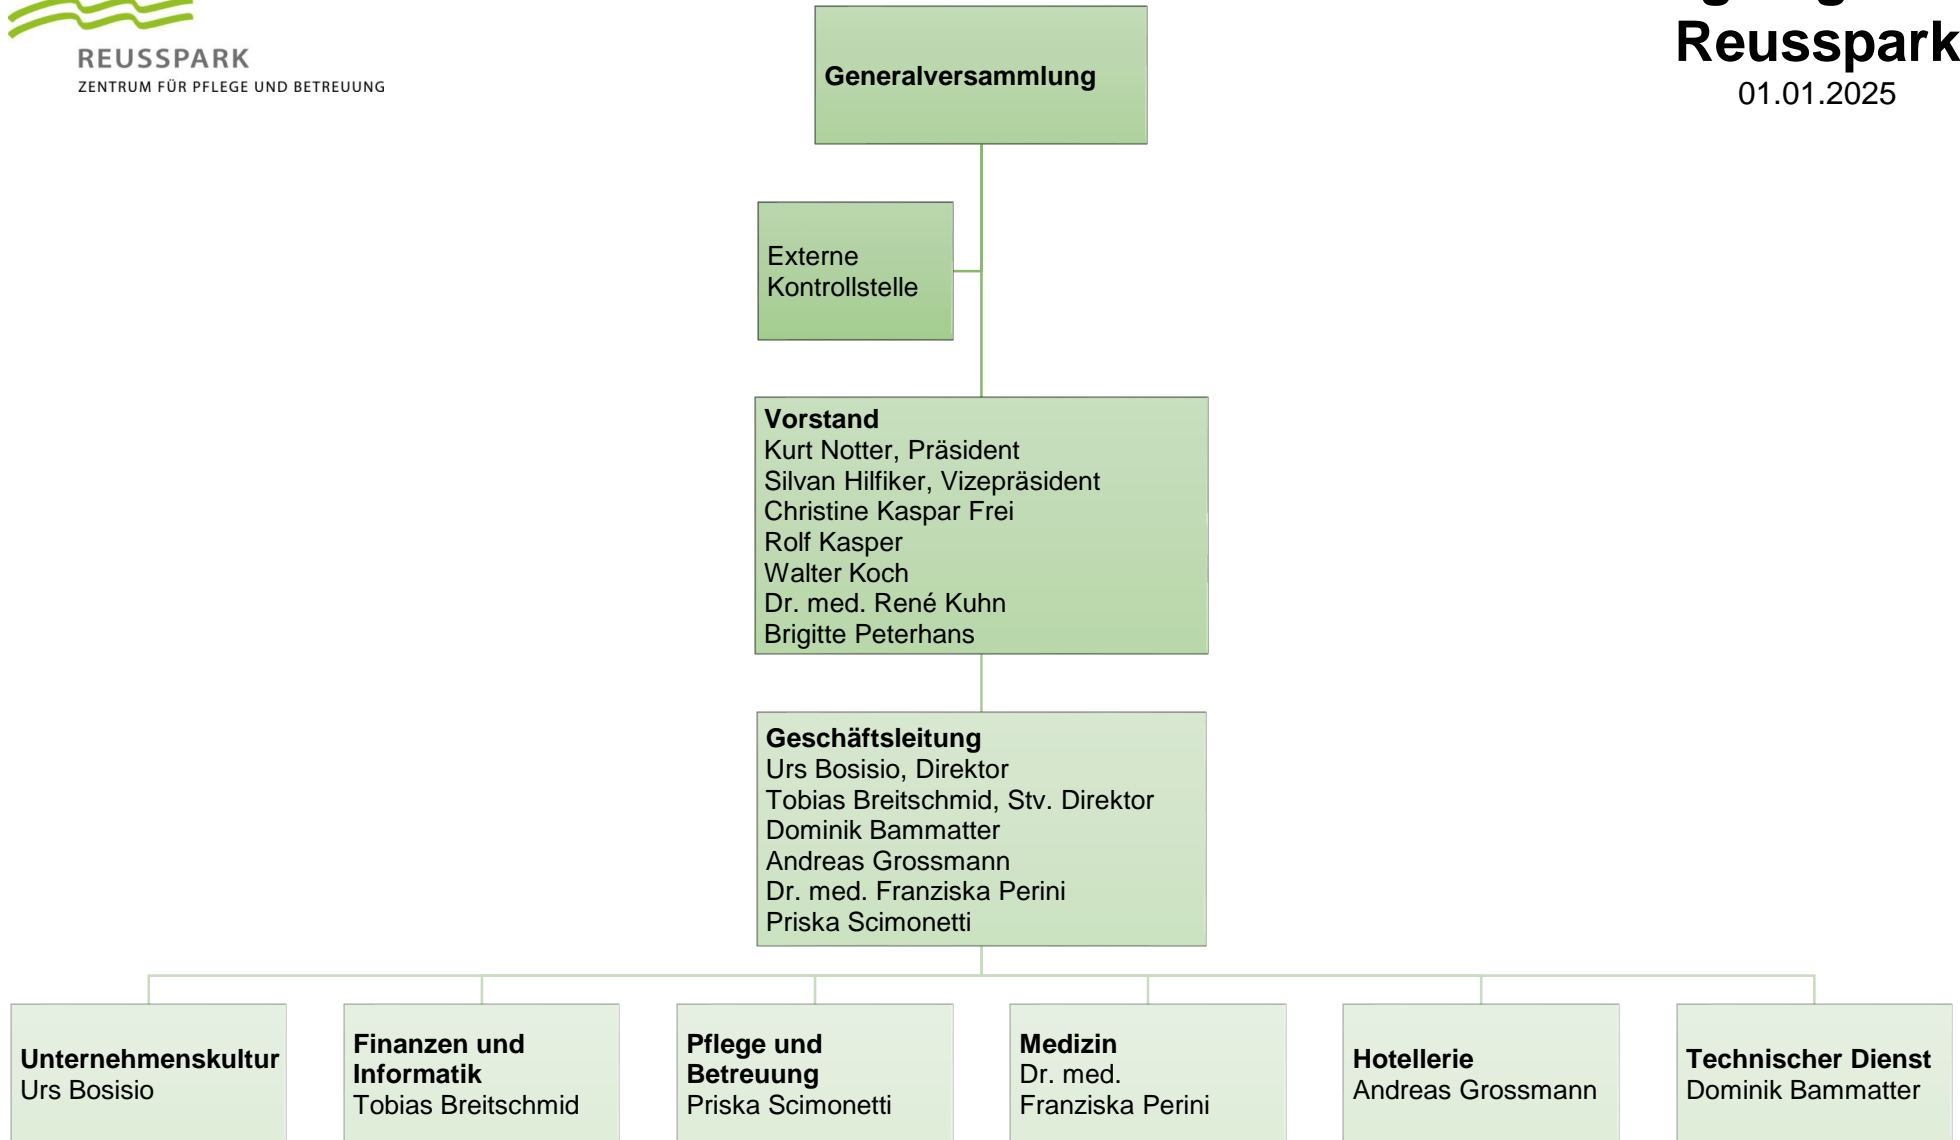 REUSSPARK
ZENTRUM FÜR PFLEGE UND BETREUUNG
Reusspark
01.01.2025
Generalversammlung
Externe
Kontrollstelle
Vorstand
Kurt Notter, Präsident
Silvan Hilfiker, Vizepräsident
Christine Kaspar Frei
Rolf Kasper
Walter Koch
Dr. med. René Kuhn
Brigitte Peterhans
Geschäftsleitung
Urs Bosisio, Direktor
Tobias Breitschmid, Stv. Direktor
Dominik Bammatter
Andreas Grossmann
Dr. med. Franziska Perini
Priska Scimonetti
Unternehmenskultur
Urs Bosisio
Finanzen und
Informatik
Tobias Breitschmid
Pflege und
Betreuung
Priska Scimonetti
Medizin
Dr. med.
Franziska Perini
Hotellerie
Andreas Grossmann
Technischer Dienst
Dominik Bammatter